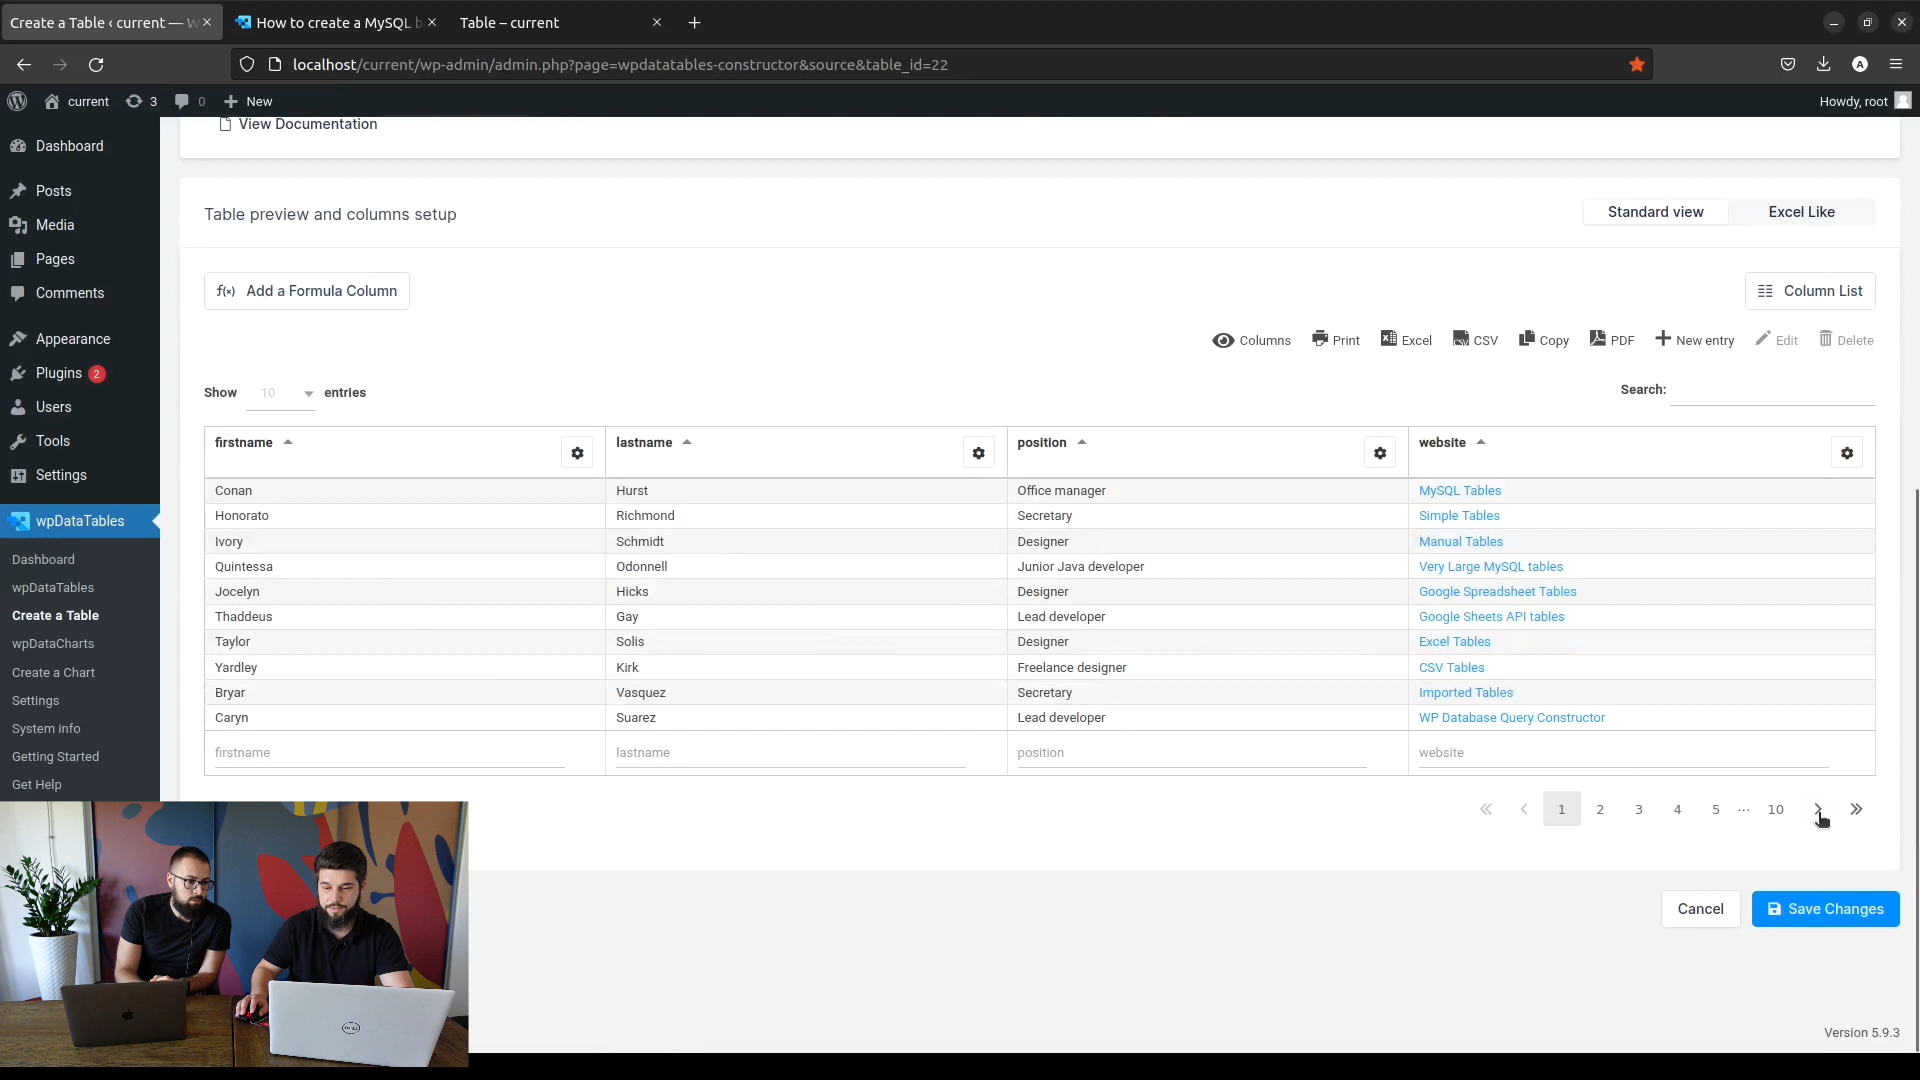 Create a Table ‹ current — W
How to create a MySQL b
Table – current
localhost/current/wp-admin/admin.php?page=wpdatatables-constructor&source&table_id=22
A
current
3
0
New
Howdy, root
Dashboard
Posts
Media
Pages
Comments
Appearance
Plugins 2
Users
Tools
Settings
wpDataTables
Dashboard
wpDataTables
Create a Table
wpDataCharts
Create a Chart
Settings
System info
Getting Started
Get Help
View Documentation
Table preview and columns setup
Standard view
Excel Like
f(x) Add a Formula Column
Column List
Columns Print Excel CSV Copy PDF New entry Edit Delete
Show 10 entries
Search:
firstname lastname position website
Conan Hurst Office manager MySQL Tables
Honorato Richmond Secretary Simple Tables
Ivory Schmidt Designer Manual Tables
Quintessa Odonnell Junior Java developer Very Large MySQL tables
Jocelyn Hicks Designer Google Spreadsheet Tables
Thaddeus Gay Lead developer Google Sheets API tables
Taylor Solis Designer Excel Tables
Yardley Kirk Freelance designer CSV Tables
Bryar Vasquez Secretary Imported Tables
Caryn Suarez Lead developer WP Database Query Constructor
firstname lastname position website
« ‹ 1 2 3 4 5 ... 10 › »
Cancel
Save Changes
DELL
Version 5.9.3